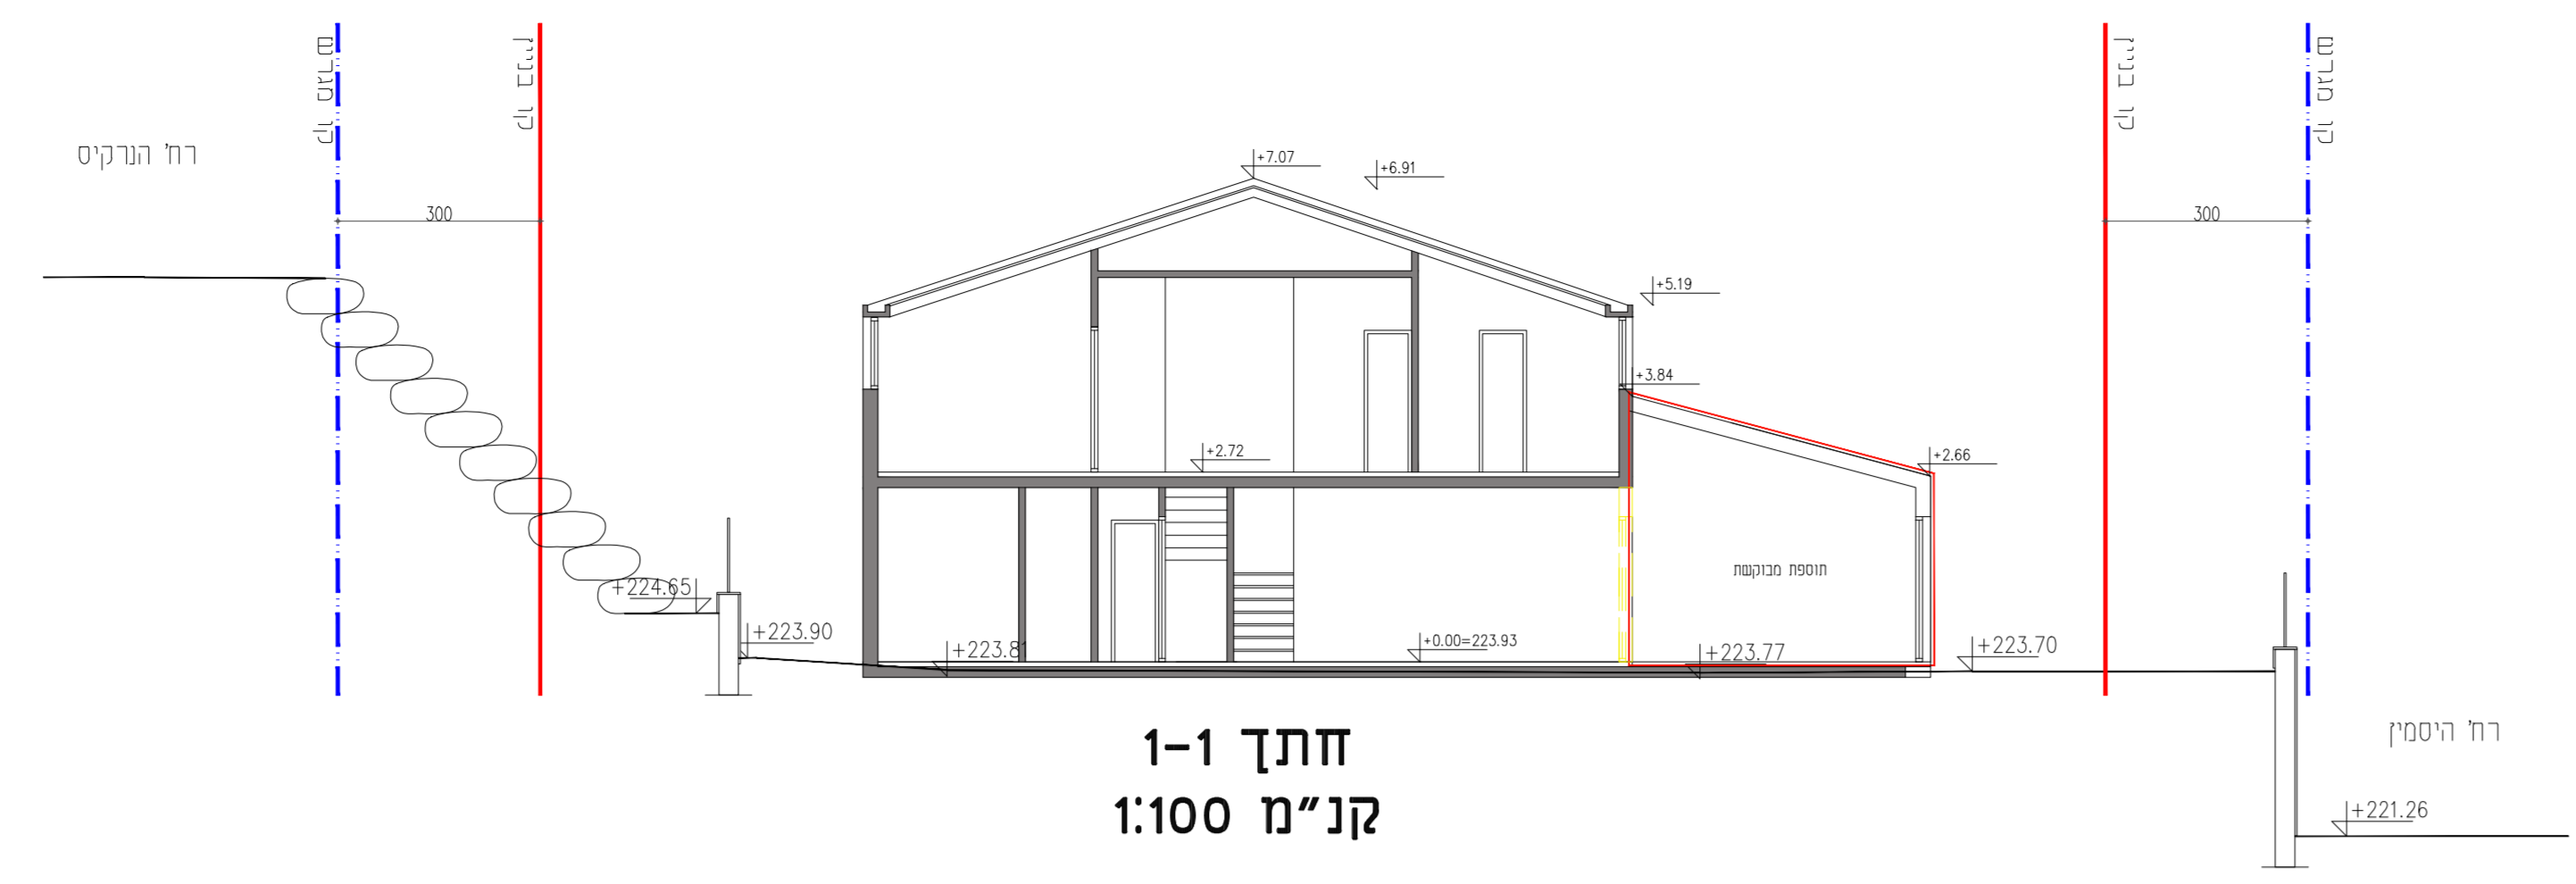 קו מגרש
קו בניין
קו בניין
קו מגרש
רח' הנרקיס
+7.07
+6.91
300
300
+5.19
+3.84
+2.72
+2.66
תוספת מבוקשת
+224.65
+223.90
+223.81
+0.00=223.93
+223.77
+223.70
רח' היסמין
חתך 1-1
קנ"מ 1:100
+221.26